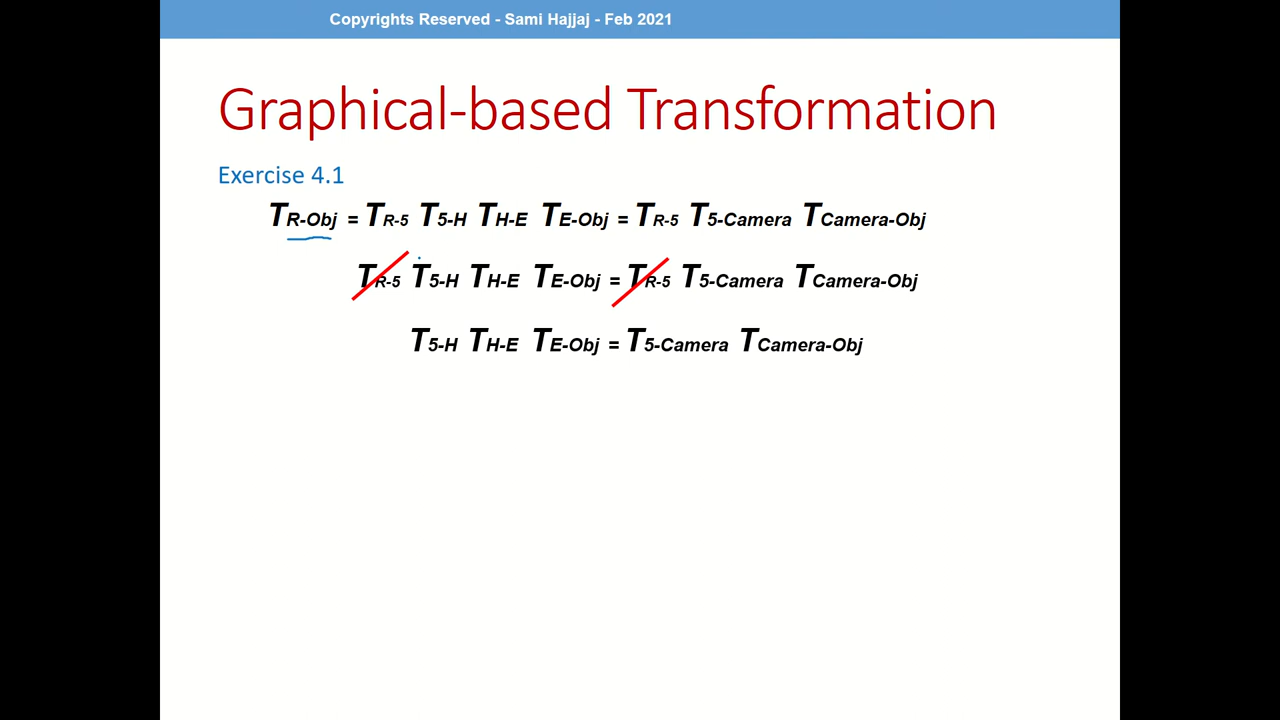 Copyrights Reserved - Sami Hajjaj - Feb 2021
Graphical-based Transformation
Exercise 4.1
TR-Obj = TR-5 T5-H TH-E TE-Obj = TR-5 T5-Camera TCamera-Obj
TR-5 T5-H TH-E TE-Obj = TR-5 T5-Camera TCamera-Obj
T5-H TH-E TE-Obj = T5-Camera TCamera-Obj